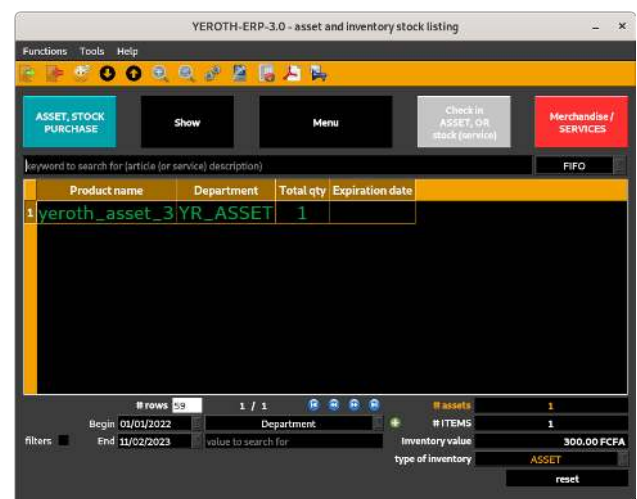 YEROTH-ERP-3.0 - asset and inventory stock listing
Functions Tools Help
ASSET, STOCK PURCHASE
Show
Menu
Check in ASSET, OR stock (service)
Merchandise / SERVICES
keyword to search for (article (or service) description)
FIFO
Product name Department Total qty Expiration date
1 yeroth_asset_3 YR_ASSET 1
# rows 59 1 / 1 # assets 1
Begin 01/01/2022 Department # ITEMS 1
filters End 11/02/2023 value to search for Inventory value 300.00 FCFA
type of inventory ASSET
reset